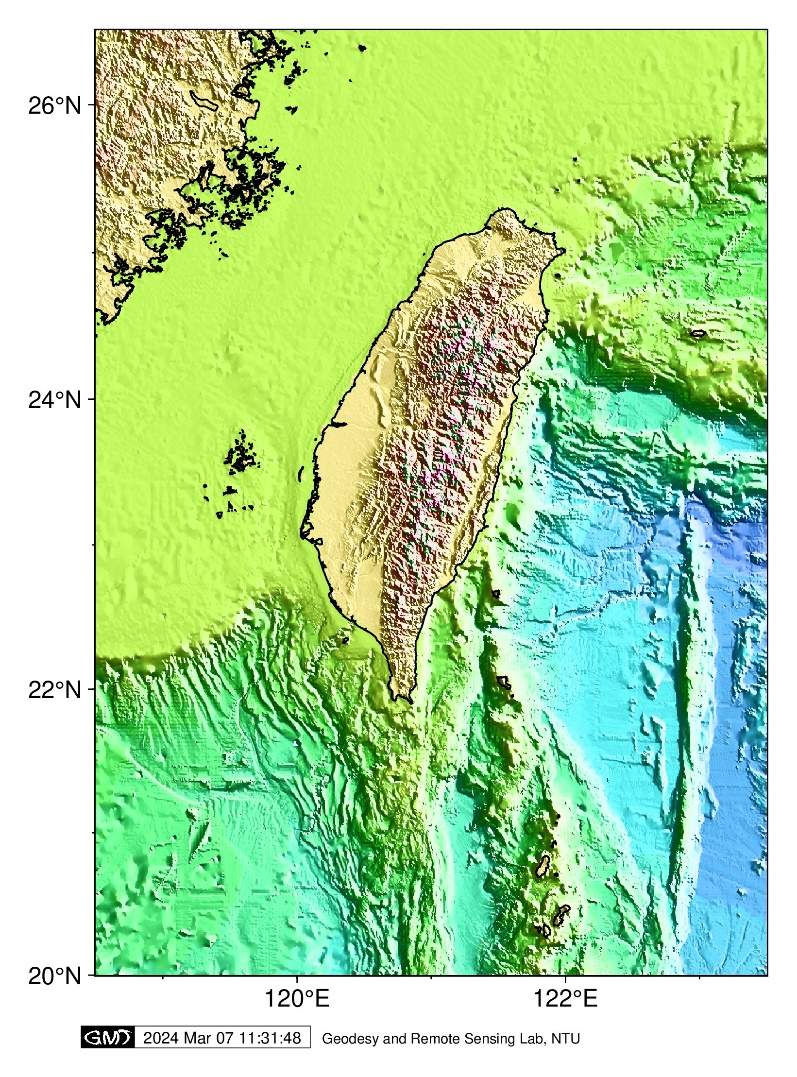 26°N
24°N
22°N
20°N
120°E 122°E
GMT 2024 Mar 07 11:31:48 Geodesy and Remote Sensing Lab, NTU